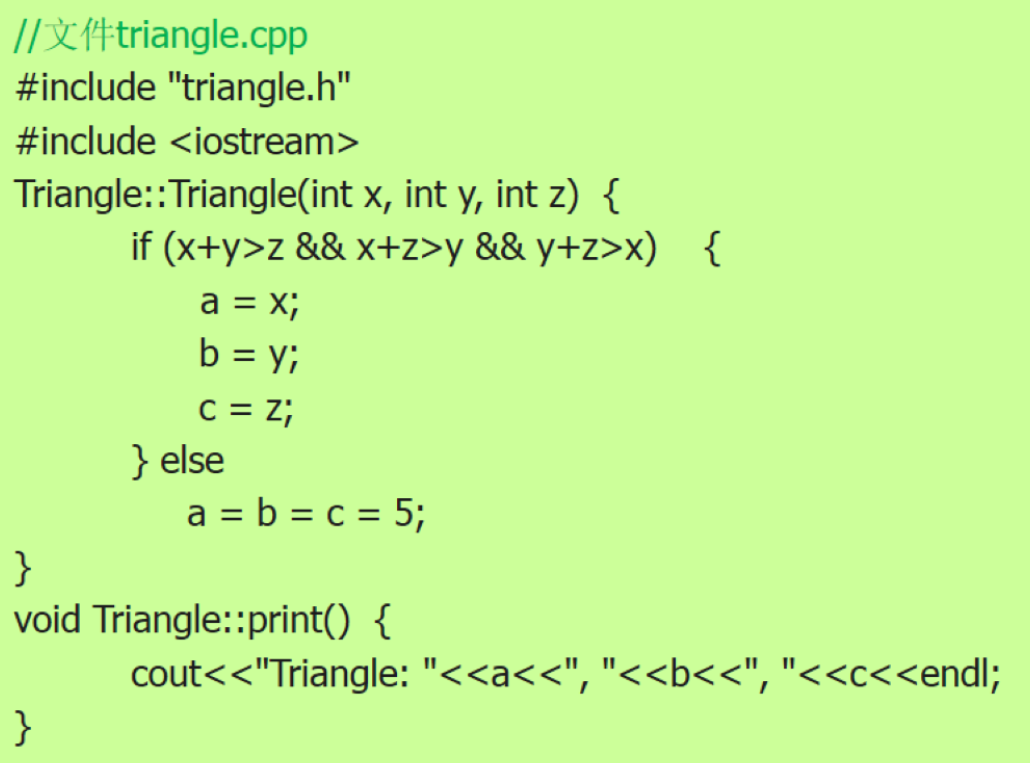 //文件triangle.cpp
#include "triangle.h"
#include <iostream>
Triangle::Triangle(int x, int y, int z) {
if (x+y>z && x+z>y && y+z>x) {
a = x;
b = y;
c = z;
} else
a = b = c = 5;
}
void Triangle::print() {
cout<<"Triangle: "<<a<<", "<<b<<", "<<c<<endl;
}